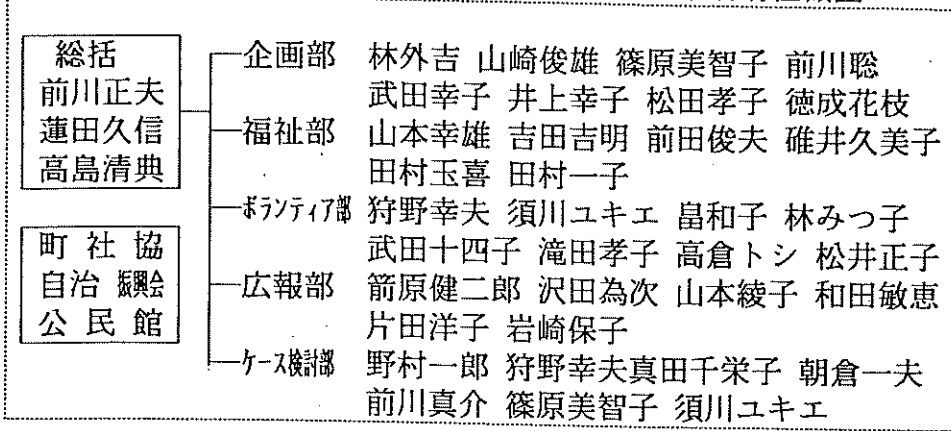 総括
前川正夫
蓮田久信
高島清典
町社協
自治 振興会
公民館
企画部 林外吉 山崎俊雄 篠原美智子 前川聡
武田幸子 井上幸子 松田孝子 徳成花枝
福祉部 山本幸雄 吉田吉明 前田俊夫 碓井久美子
田村玉喜 田村一子
ボランティア部 狩野幸夫 須川ユキエ 畠和子 林みつ子
武田十四子 滝田孝子 高倉トシ 松井正子
広報部 箭原健二郎 沢田為次 山本綾子 和田敏恵
片田洋子 岩崎保子
ケース検討部 野村一郎 狩野幸夫真田千栄子 朝倉一夫
前川真介 篠原美智子 須川ユキエ